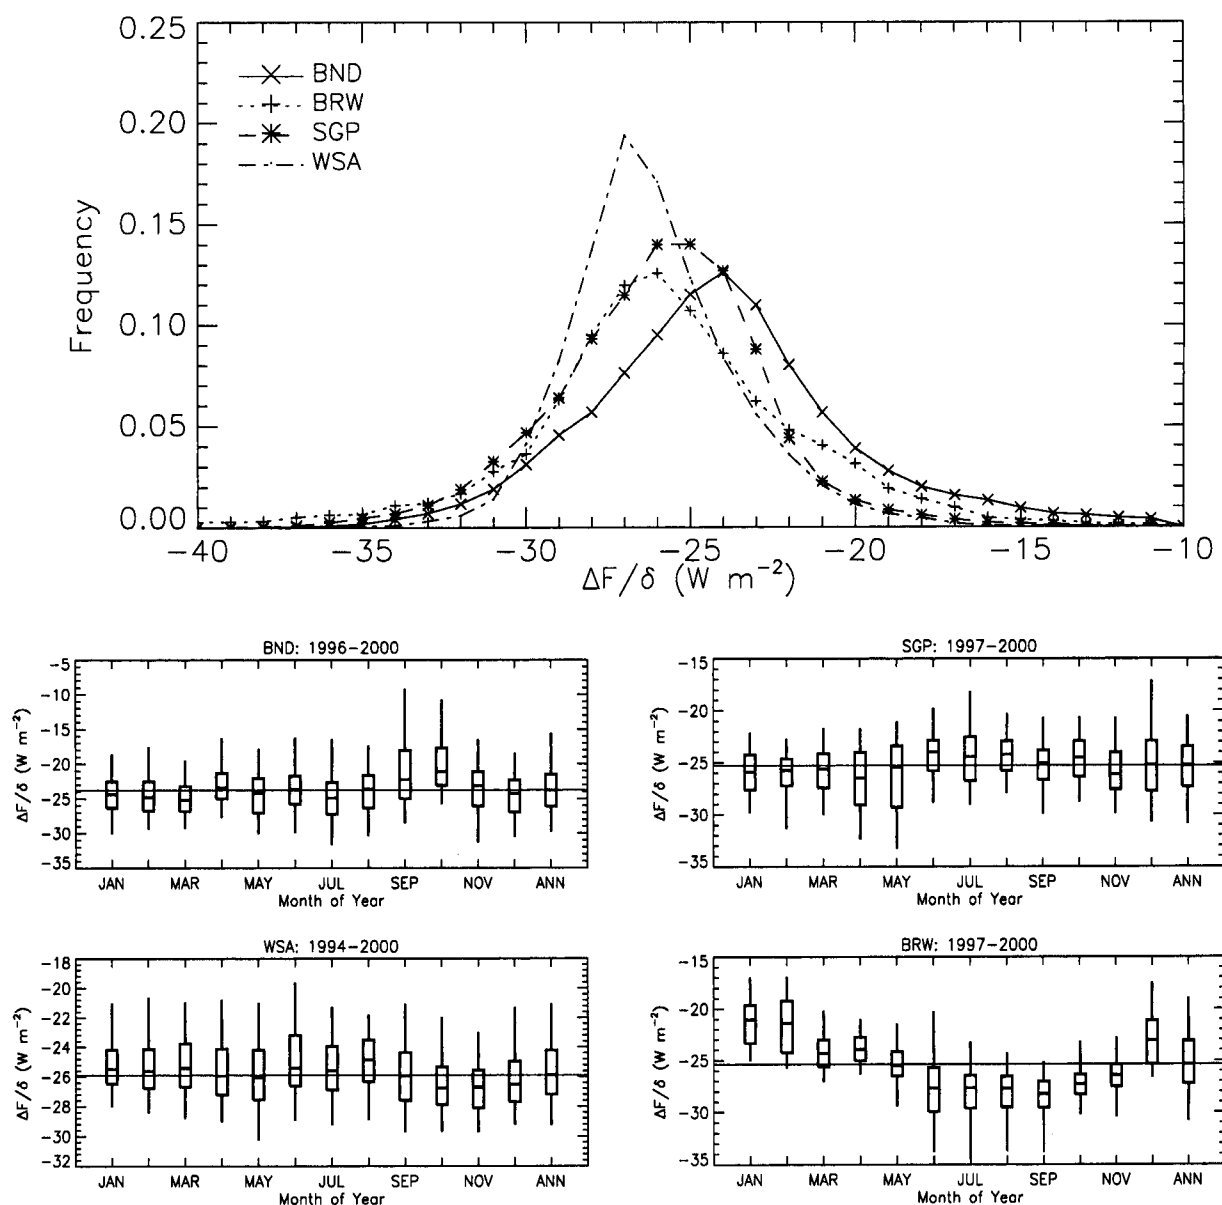 0.25
0.20
0.15
0.10
0.05
0.00
Frequency
BND
BRW
SGP
WSA
−40 −35 −30 −25 −20 −15 −10
ΔF/δ (W m⁻²)
BND: 1996−2000
−5
−10
−15
−20
−25
−30
−35
ΔF/δ (W m⁻²)
JAN MAR MAY JUL SEP NOV ANN
Month of Year
SGP: 1997−2000
−15
−20
−25
−30
−35
ΔF/δ (W m⁻²)
JAN MAR MAY JUL SEP NOV ANN
Month of Year
WSA: 1994−2000
−18
−20
−22
−24
−26
−28
−30
−32
ΔF/δ (W m⁻²)
JAN MAR MAY JUL SEP NOV ANN
Month of Year
BRW: 1997−2000
−15
−20
−25
−30
−35
ΔF/δ (W m⁻²)
JAN MAR MAY JUL SEP NOV ANN
Month of Year